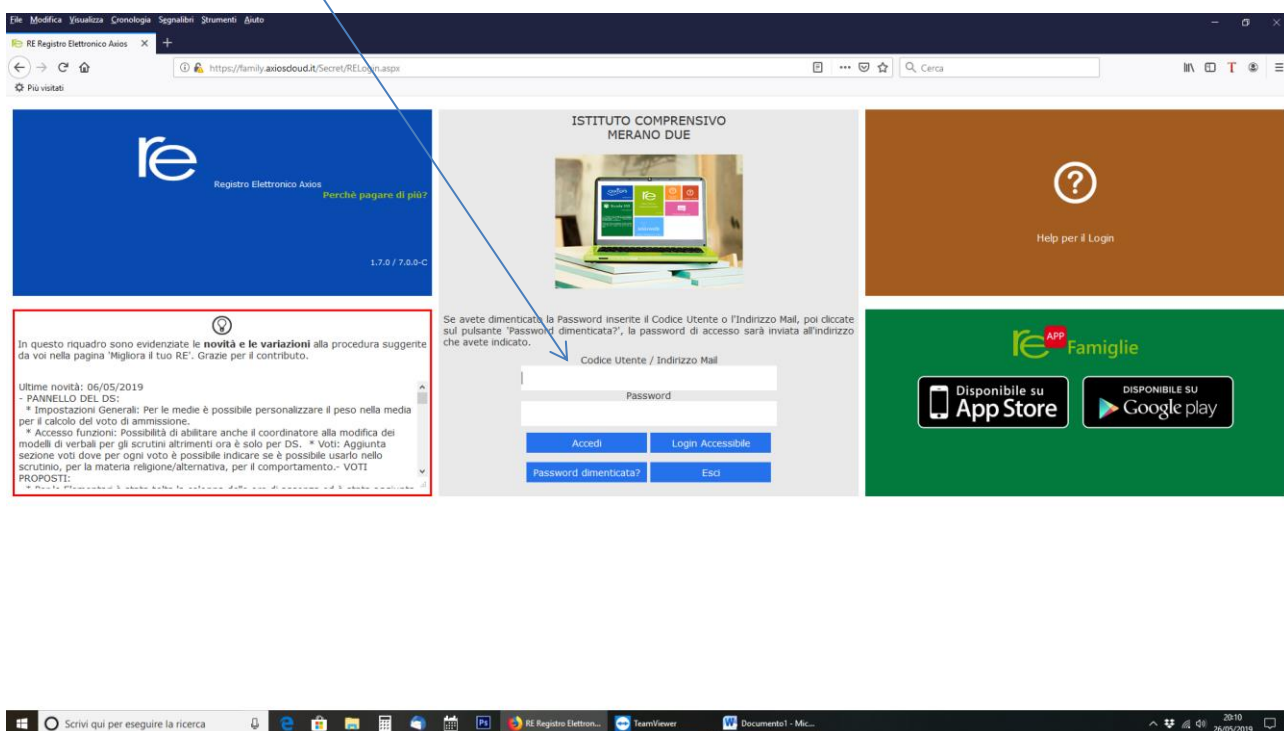 File Modifica Visualizza Cronologia Segnalibri Strumenti Aiuto
RE Registro Elettronico Axios
https://family.axioscloud.it/Secret/RELogin.aspx
Cerca
Più visitati
re
Registro Elettronico Axios
Perchè pagare di più?
1.7.0 / 7.0.0-C
In questo riquadro sono evidenziate le novità e le variazioni alla procedura suggerite
da voi nella pagina 'Migliora il tuo RE'. Grazie per il contributo.
Ultime novità: 06/05/2019
- PANNELLO DEL DS:
* Impostazioni Generali: Per le medie è possibile personalizzare il peso nella media
per il calcolo del voto di ammissione.
* Accesso funzioni: Possibilità di abilitare anche il coordinatore alla modifica dei
modelli di verbali per gli scrutini altrimenti ora è solo per DS. * Voti: Aggiunta
sezione voti dove per ogni voto è possibile indicare se è possibile usarlo nello
scrutinio, per la materia religione/alternativa, per il comportamento.- VOTI
PROPOSTI:
ISTITUTO COMPRENSIVO
MERANO DUE
Se avete dimenticato la Password inserite il Codice Utente o l'Indirizzo Mail, poi cliccate
sul pulsante 'Password dimenticata?', la password di accesso sarà inviata all'indirizzo
che avete indicato.
Codice Utente / Indirizzo Mail
Password
Accedi
Login Accessibile
Password dimenticata?
Esci
Help per il Login
re APP Famiglie
Disponibile su
App Store
DISPONIBILE SU
Google play
Scrivi qui per eseguire la ricerca
Ps
RE Registro Elettron...
TeamViewer
Documento1 - Mic...
20:10
26/05/2019